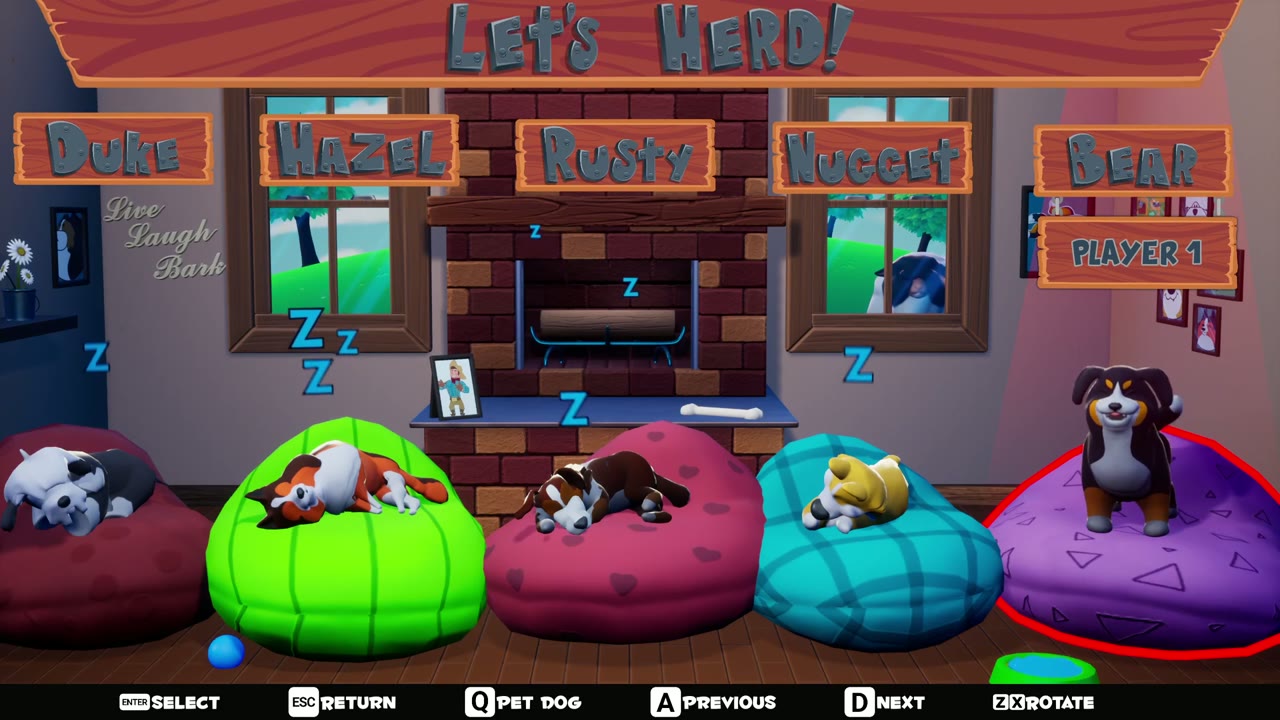 LET'S HERD!
DUKE
HAZEL
RUSTY
NUGGET
BEAR
PLAYER 1
Live
Laugh
Bark
Z
Z
Z
Z
Z
Z
Z
Z
ENTER SELECT
ESC RETURN
Q PET DOG
A PREVIOUS
D NEXT
Z X ROTATE